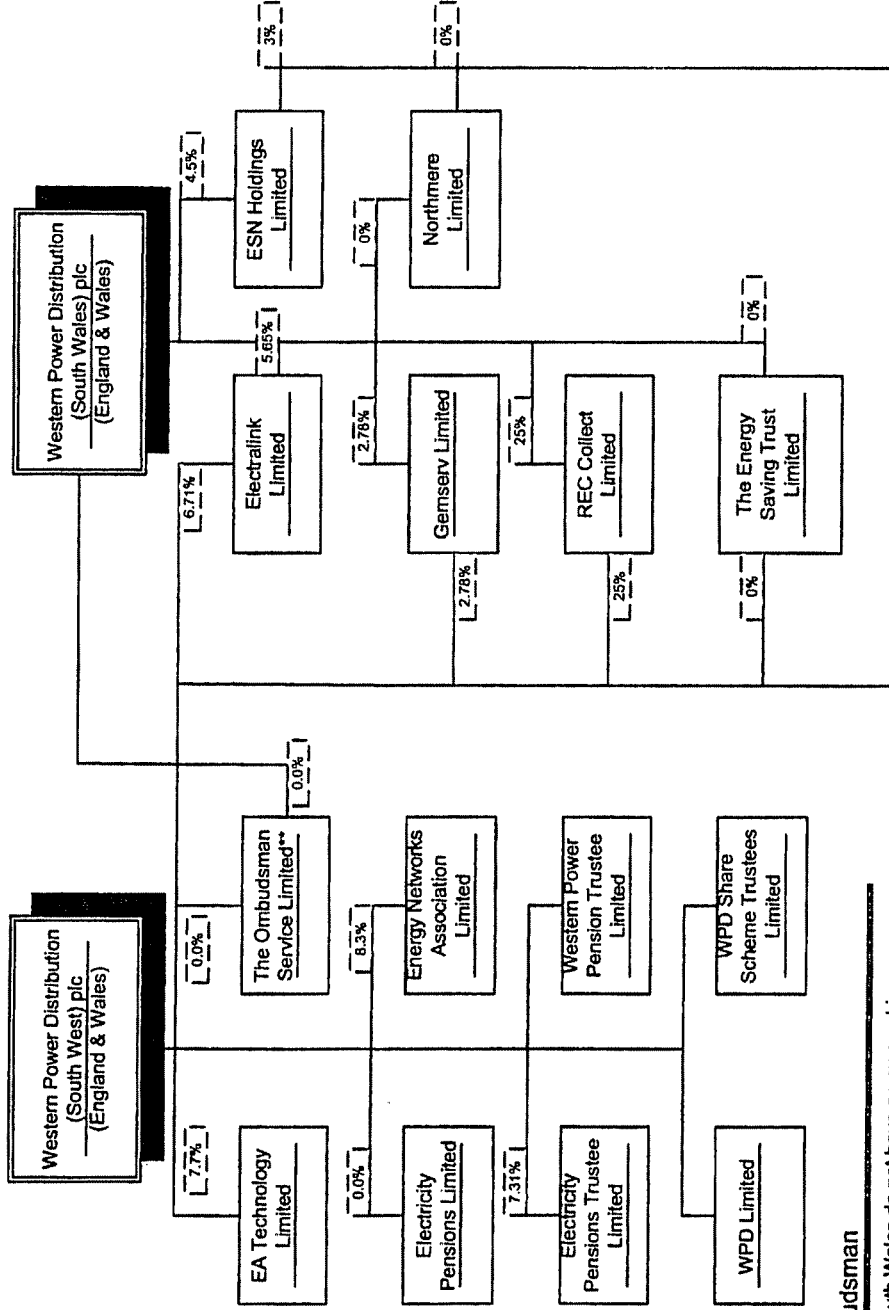 Western Power Distribution
(South West) plc
(England & Wales)
Western Power Distribution
(South Wales) plc
(England & Wales)
7.7%
0.0%
6.71%
4.5%
3%
EA Technology
Limited
The Ombudsman
Service Limited**
0.0%
Electralink
Limited
5.65%
ESN Holdings
Limited
0.0%
8.3%
2.78%
0%
0%
Electricity
Pensions Limited
Energy Networks
Association
Limited
Gemserv Limited
2.78%
Northmere
Limited
7.31%
25%
Electricity
Pensions Trustee
Limited
Western Power
Pension Trustee
Limited
REC Collect
Limited
25%
0%
WPD Limited
WPD Share
Scheme Trustees
Limited
The Energy
Saving Trust
Limited
0%
udsman